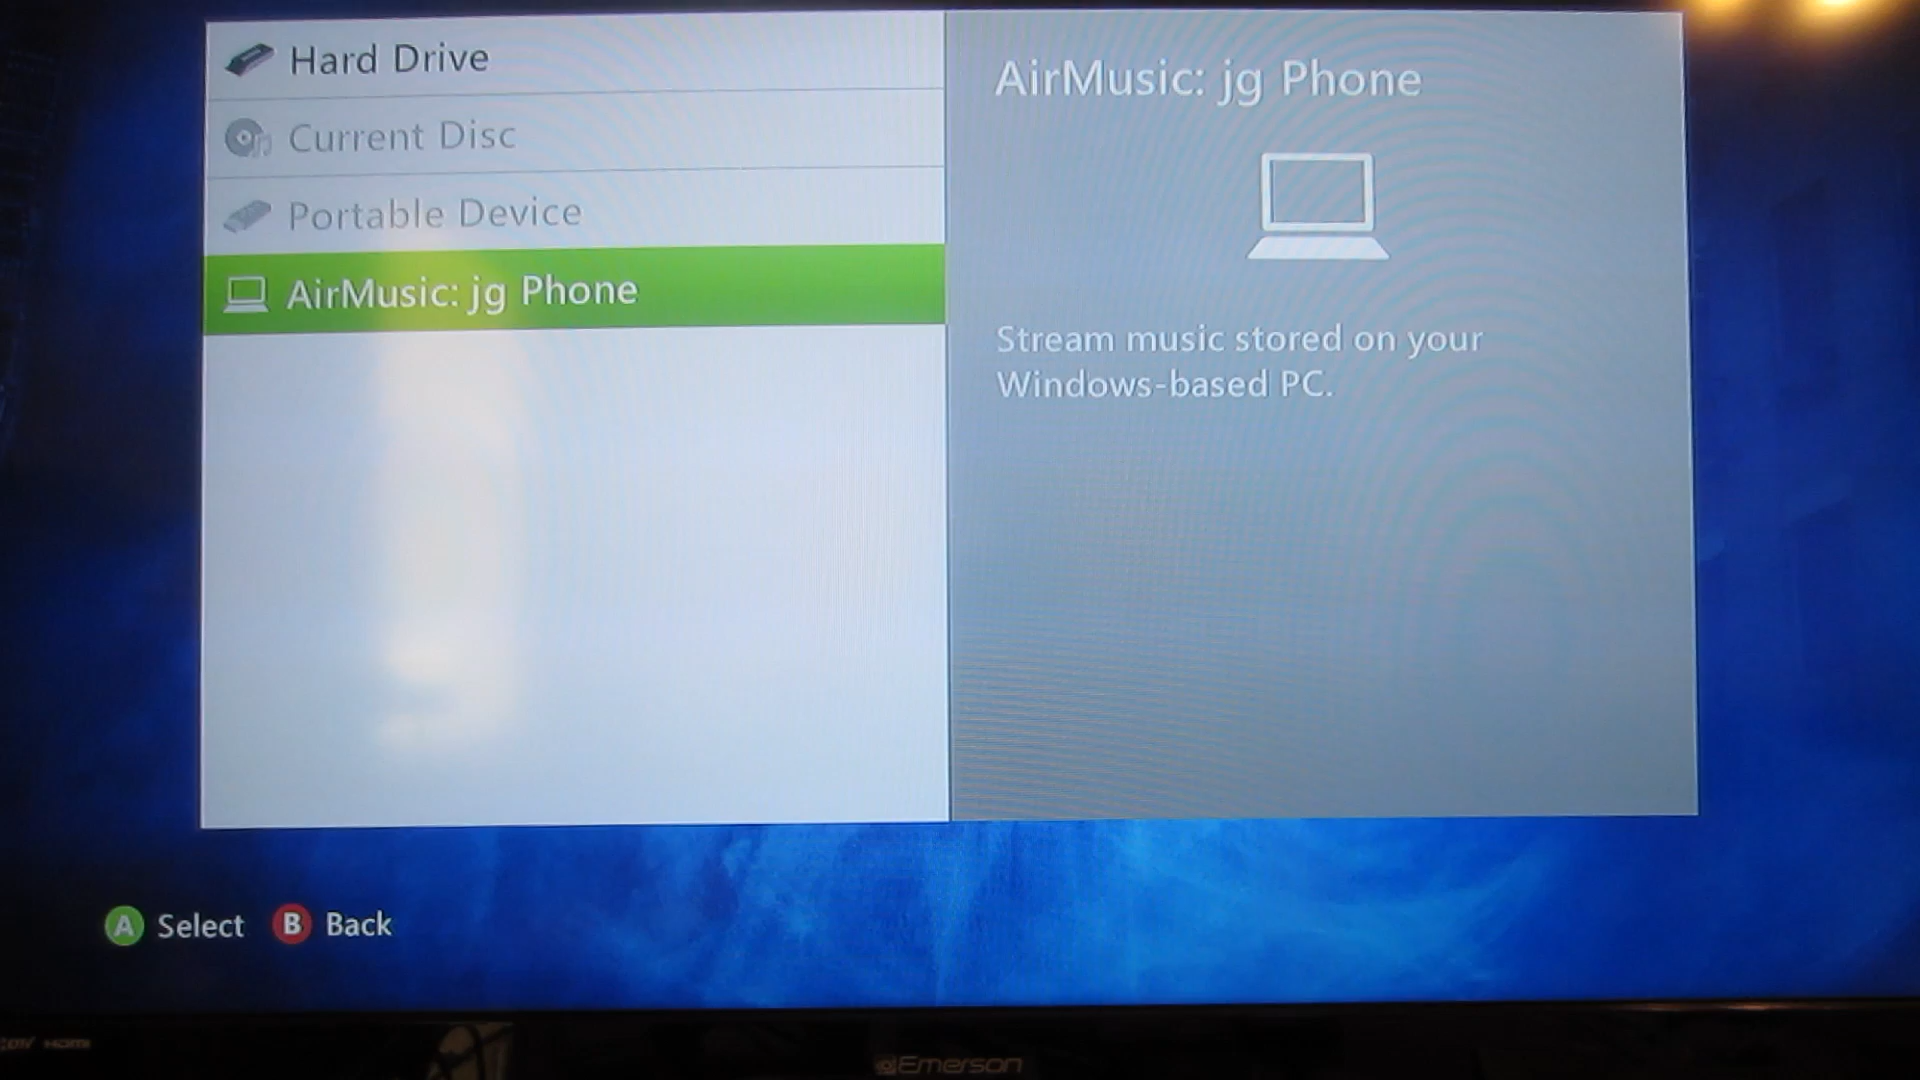 Hard Drive
Current Disc
Portable Device
AirMusic: jg Phone
AirMusic: jg Phone
Stream music stored on your
Windows-based PC.
A Select B Back
HDMI
Emerson